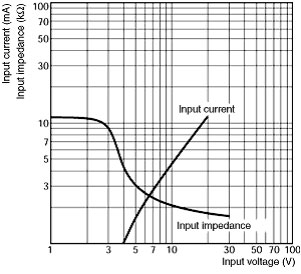 Input current (mA)
Input impedance (kΩ)
100
70
50
30
10
7
5
3
Input current
Input impedance
1 3 5 7 10 30 50 70 100
Input voltage (V)